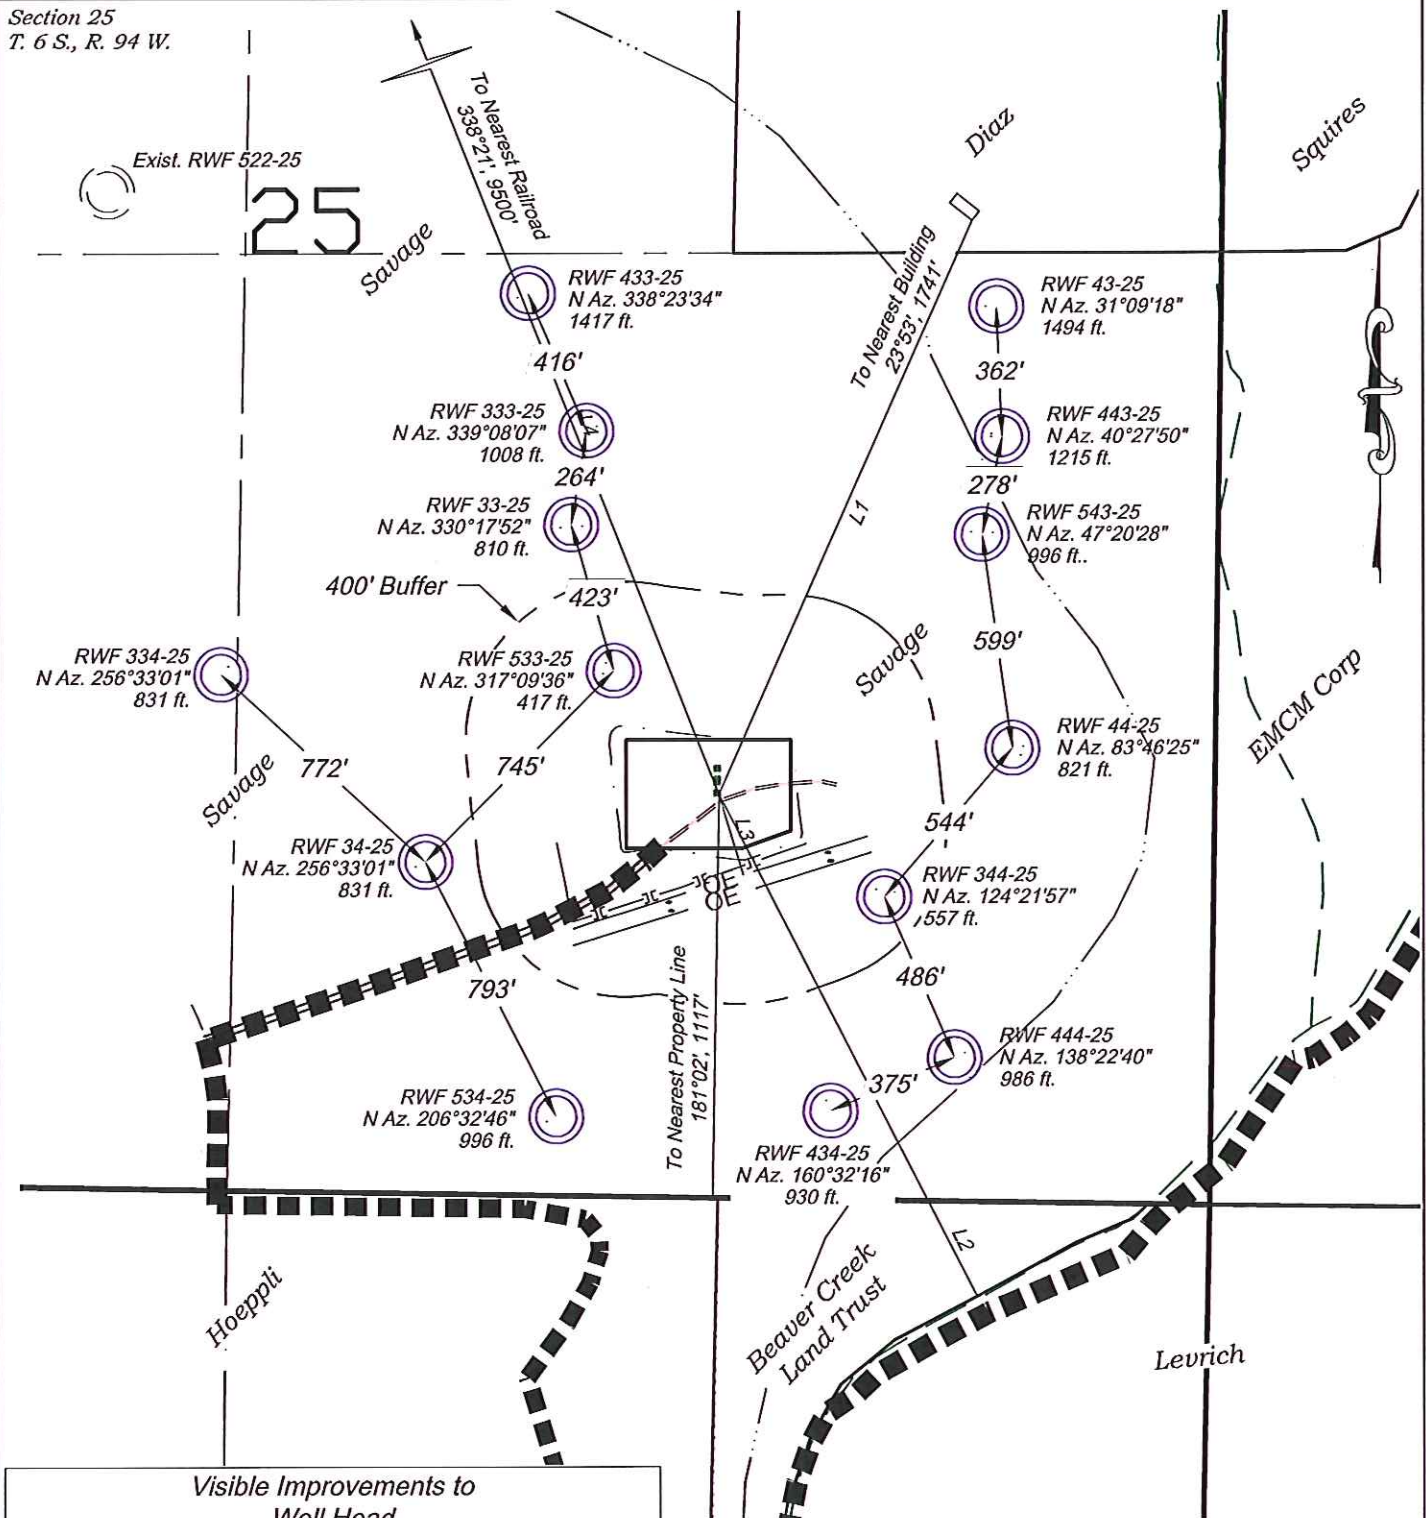 Section 25
T. 6 S., R. 94 W.
To Nearest Railroad
338°21', 9500'
Diaz
Squires
Exist. RWF 522-25
25
Savage
To Nearest Building
23°53', 1741'
RWF 433-25
N Az. 338°23'34"
1417 ft.
RWF 43-25
N Az. 31°09'18"
1494 ft.
416'
362'
RWF 333-25
N Az. 339°08'07"
1008 ft.
L4
RWF 443-25
N Az. 40°27'50"
1215 ft.
264'
278'
L1
RWF 33-25
N Az. 330°17'52"
810 ft.
RWF 543-25
N Az. 47°20'28"
996 ft..
400' Buffer
423'
599'
Savage
RWF 334-25
N Az. 256°33'01"
831 ft.
RWF 533-25
N Az. 317°09'36"
417 ft.
EMCM Corp
RWF 44-25
N Az. 83°46'25"
821 ft.
772'
745'
Savage
544'
L3
RWF 34-25
N Az. 256°33'01"
831 ft.
RWF 344-25
N Az. 124°21'57"
557 ft.
OE
OE
793'
486'
To Nearest Property Line
181°02', 1117'
RWF 444-25
N Az. 138°22'40"
986 ft.
375'
RWF 534-25
N Az. 206°32'46"
996 ft.
RWF 434-25
N Az. 160°32'16"
930 ft.
L2
Hoeppli
Beaver Creek
Land Trust
Levrich
Visible Improvements to
Well Head